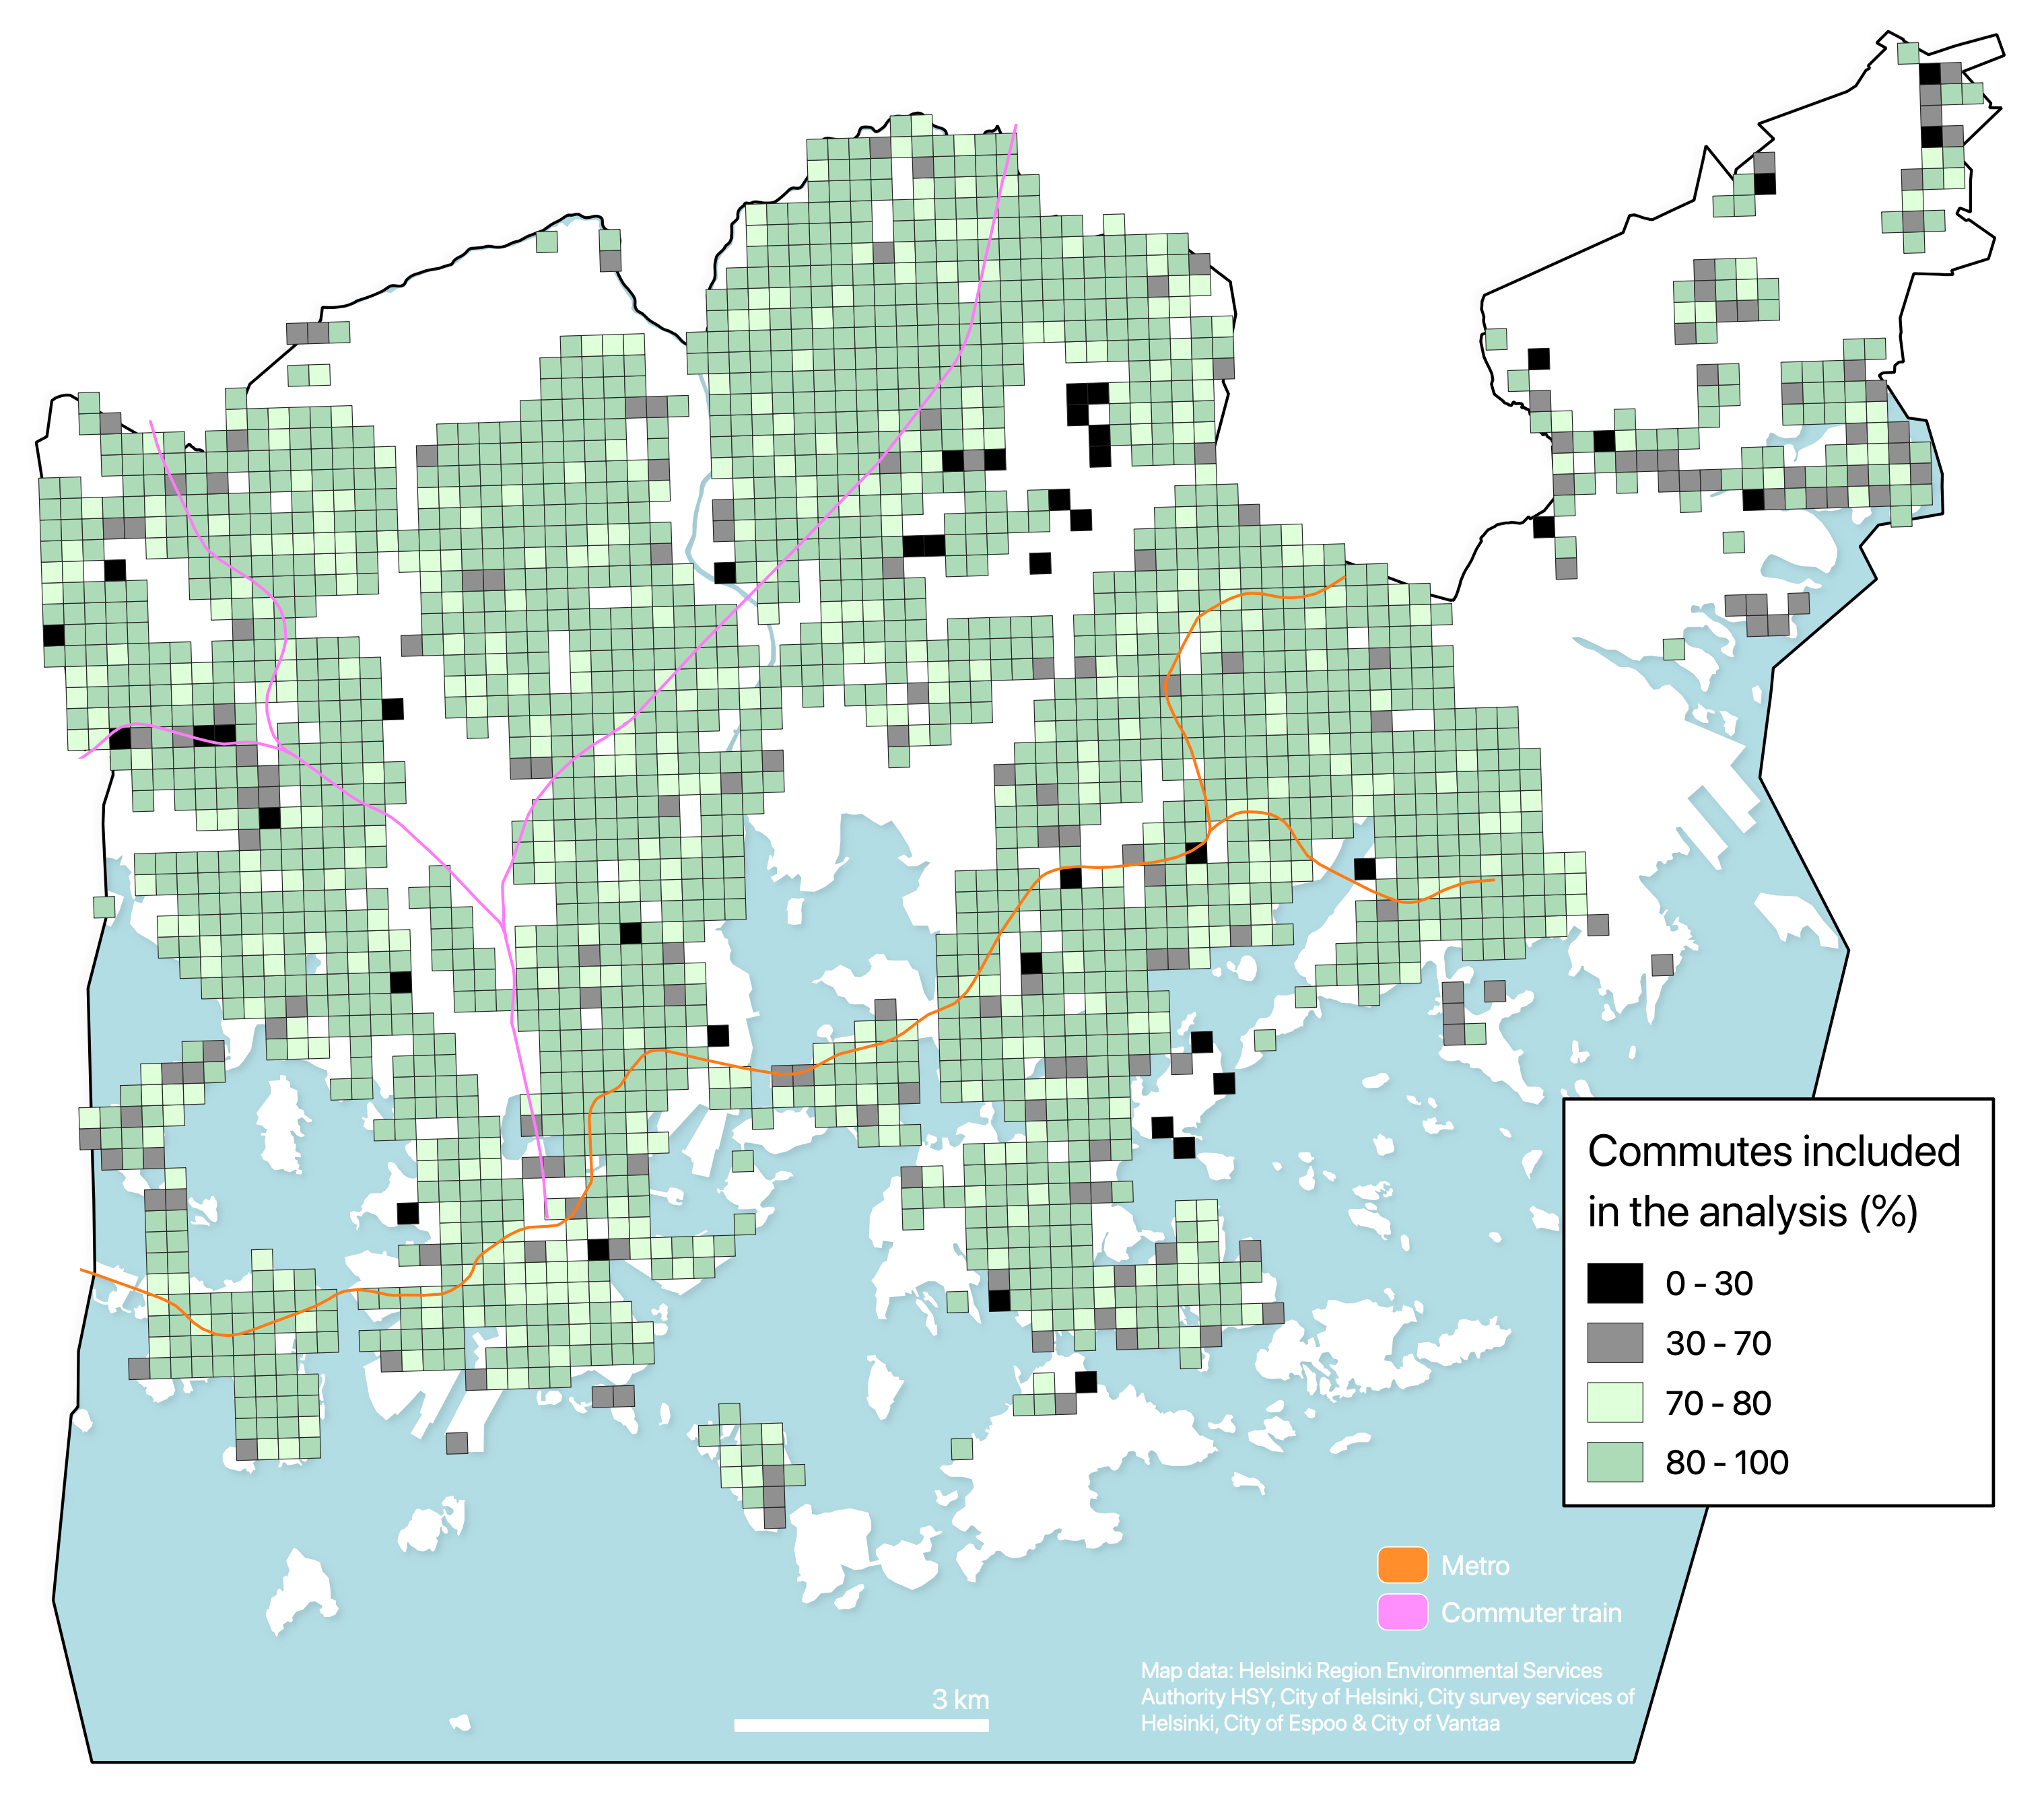 Commutes included
in the analysis (%)
0 - 30
30 - 70
70 - 80
80 - 100
Metro
Commuter train
Map data: Helsinki Region Environmental Services
Authority HSY, City of Helsinki, City survey services of
Helsinki, City of Espoo & City of Vantaa
3 km